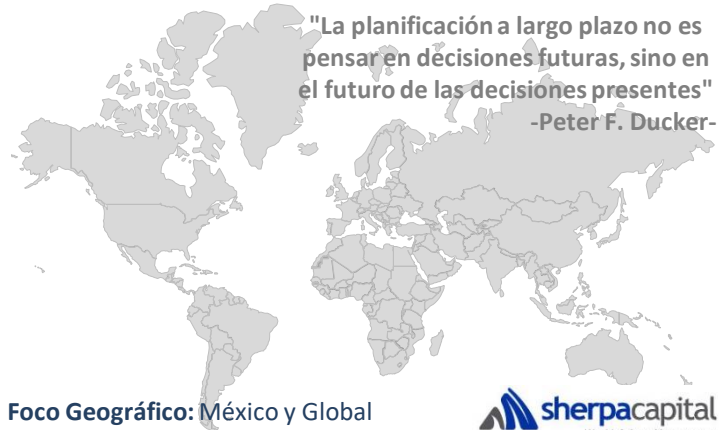 "La planificación a largo plazo no es
pensar en decisiones futuras, sino en
el futuro de las decisiones presentes"
-Peter F. Ducker-
Foco Geográfico: México y Global
sherpacapital